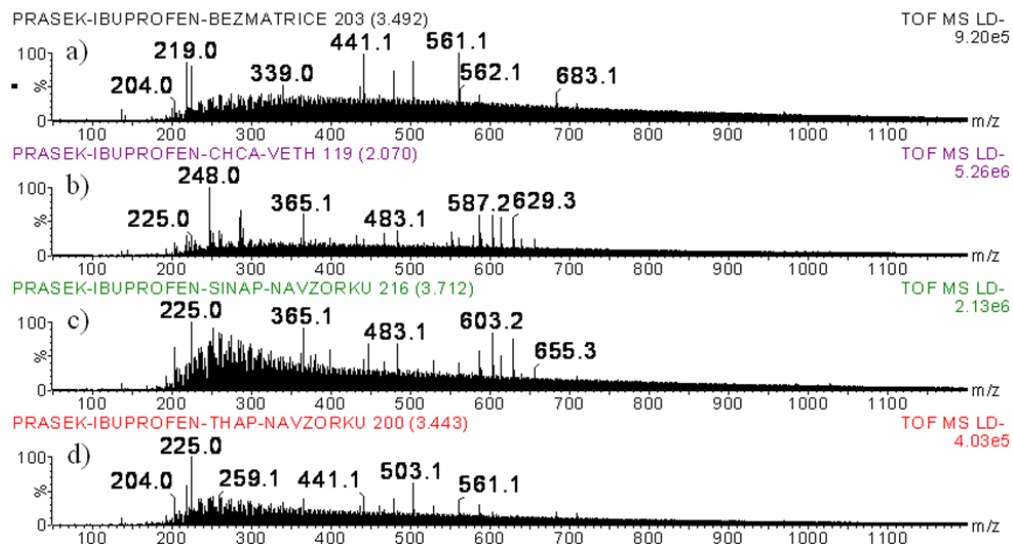 PRASEK-IBUPROFEN-BEZMATRICE 203 (3.492) TOF MS LD-
9.20e5
a)
219.0 441.1 561.1
204.0 339.0 562.1 683.1
100
%
0
100 200 300 400 500 600 700 800 900 1000 1100 m/z
PRASEK-IBUPROFEN-CHCA-VETH 119 (2.070) TOF MS LD-
5.26e6
b)
248.0
225.0 365.1 483.1 587.2 629.3
100
%
0
100 200 300 400 500 600 700 800 900 1000 1100 m/z
PRASEK-IBUPROFEN-SINAP-NAVZORKU 216 (3.712) TOF MS LD-
2.13e6
c)
225.0 365.1 483.1 603.2 655.3
100
%
0
100 200 300 400 500 600 700 800 900 1000 1100 m/z
PRASEK-IBUPROFEN-THAP-NAVZORKU 200 (3.443) TOF MS LD-
4.03e5
d)
225.0
204.0 259.1 441.1 503.1 561.1
100
%
0
100 200 300 400 500 600 700 800 900 1000 1100 m/z